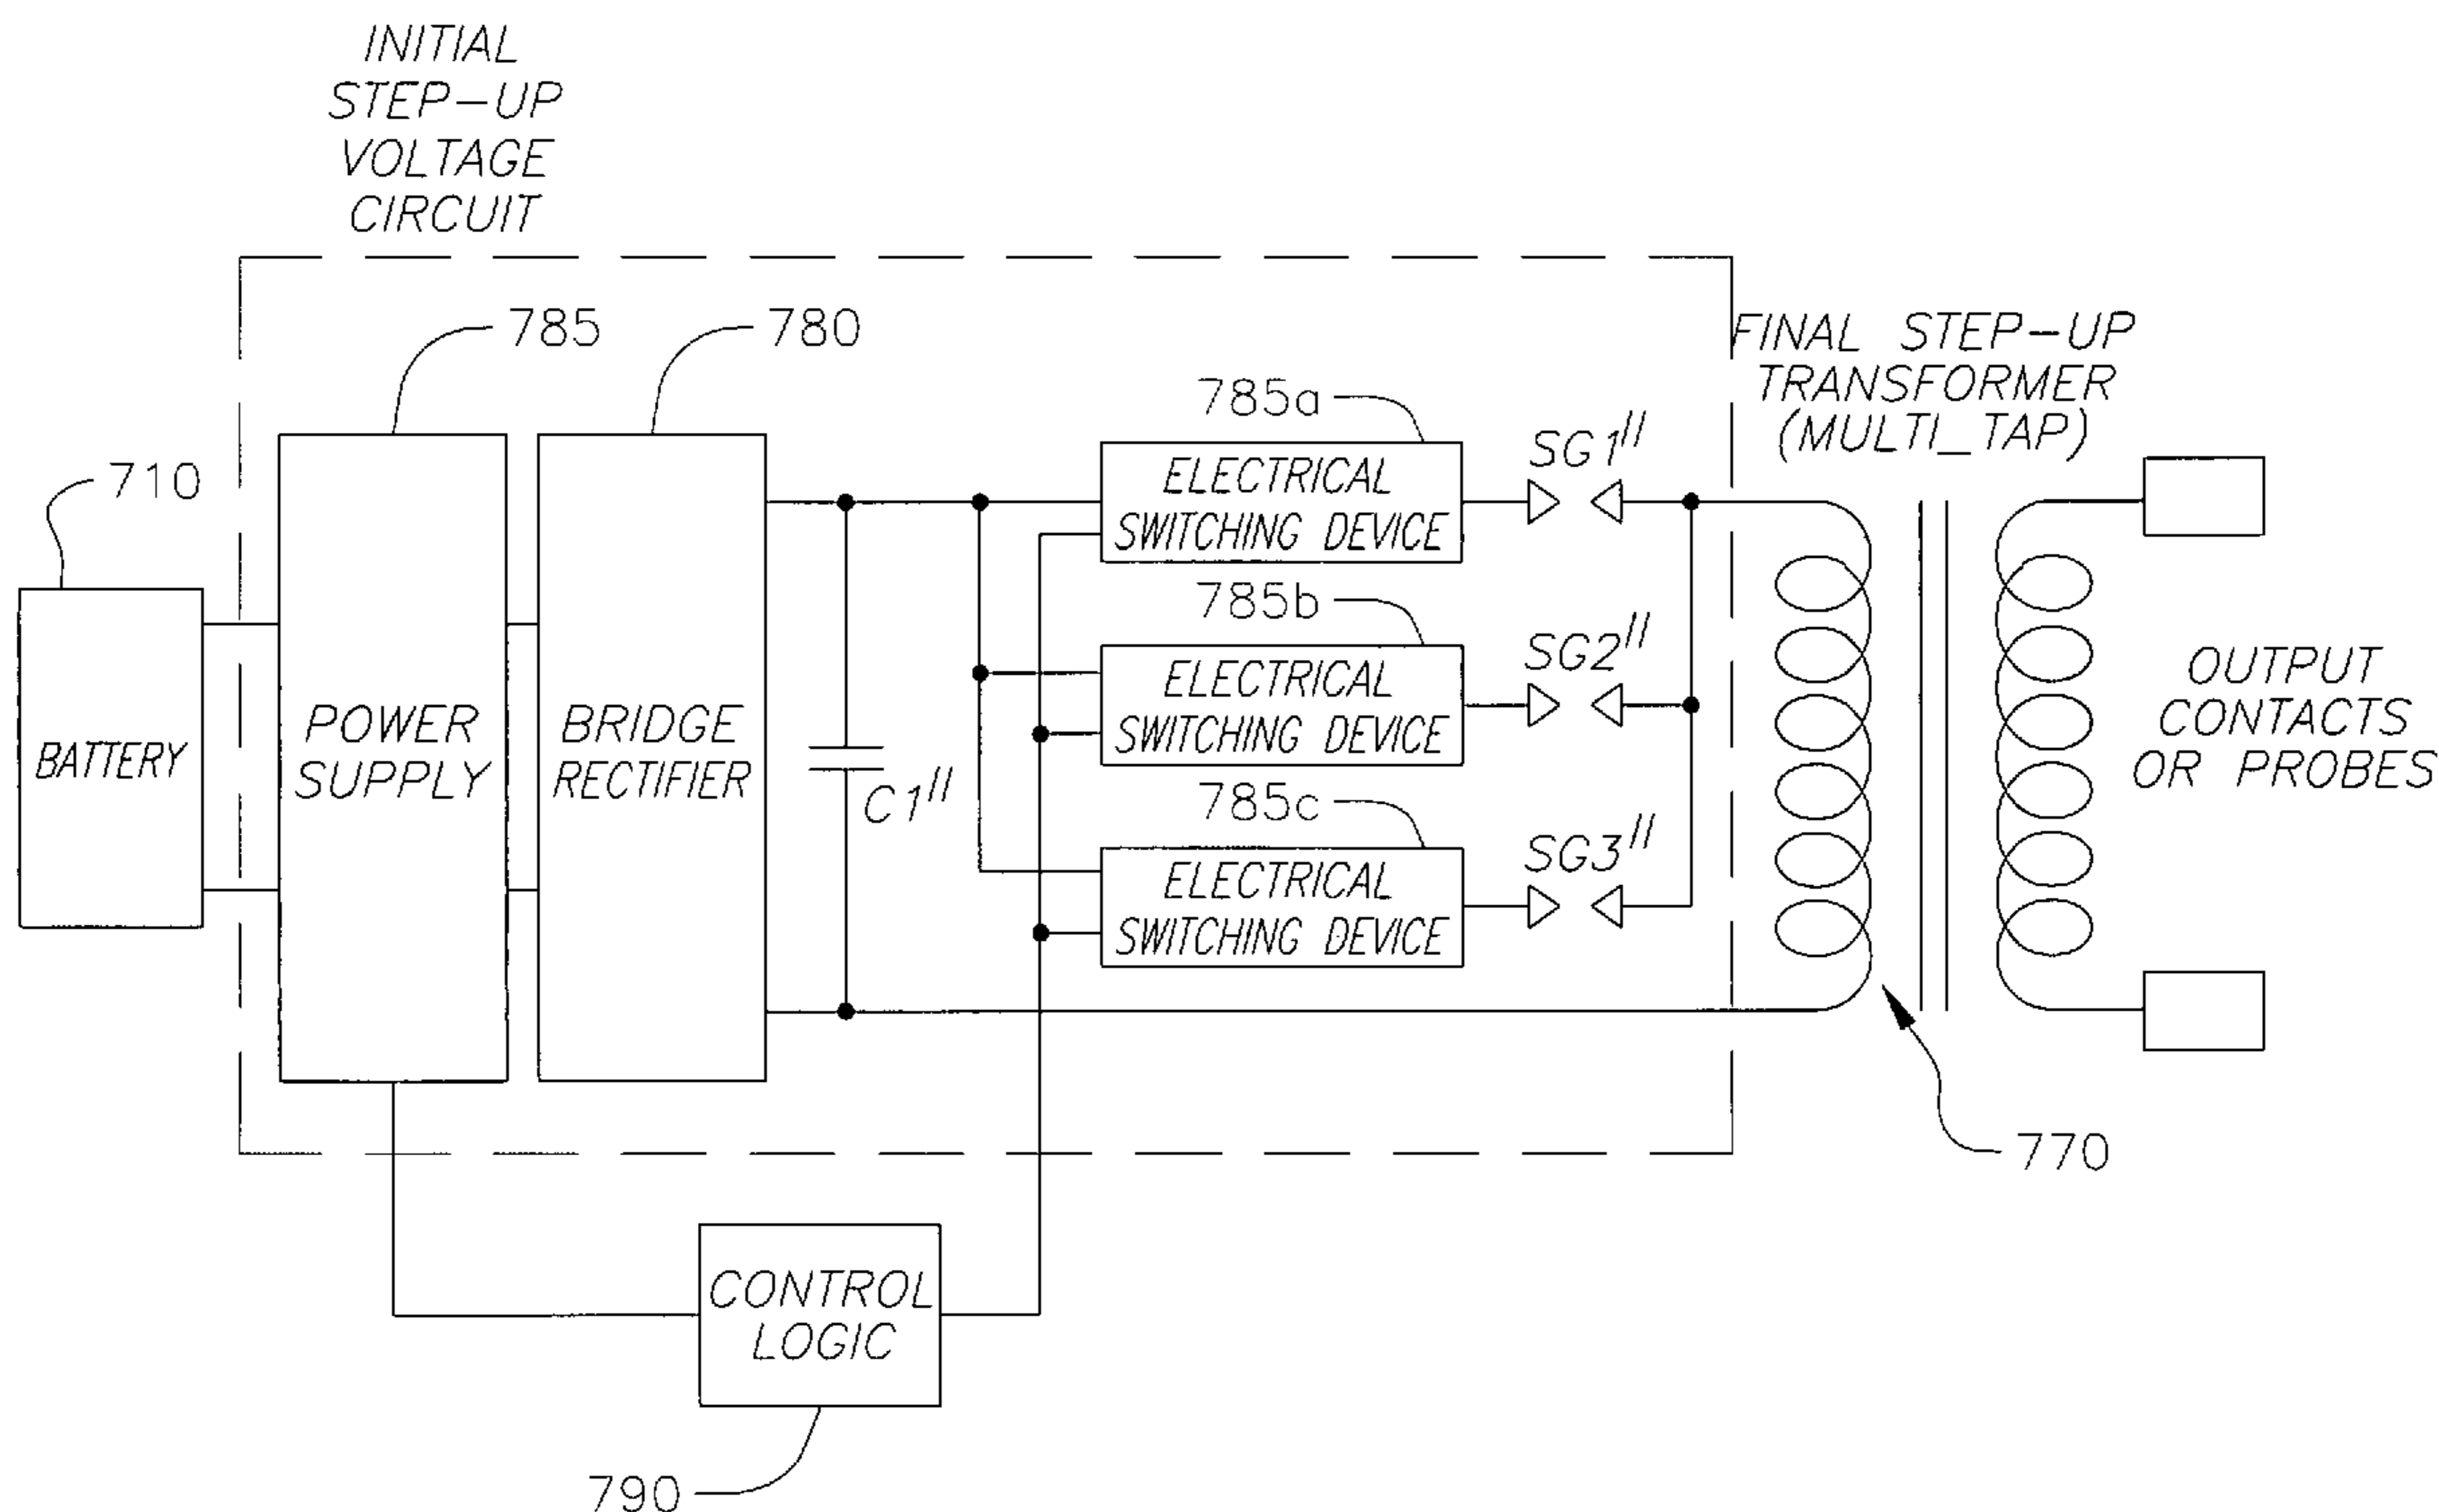 INITIAL
STEP-UP
VOLTAGE
CIRCUIT
785
780
FINAL STEP-UP
TRANSFORMER
(MULTI_TAP)
785a
SG1"
710
ELECTRICAL
SWITCHING DEVICE
785b
SG2"
ELECTRICAL
SWITCHING DEVICE
OUTPUT
CONTACTS
OR PROBES
BATTERY
POWER
SUPPLY
BRIDGE
RECTIFIER
C1"
785c
SG3"
ELECTRICAL
SWITCHING DEVICE
770
CONTROL
LOGIC
790